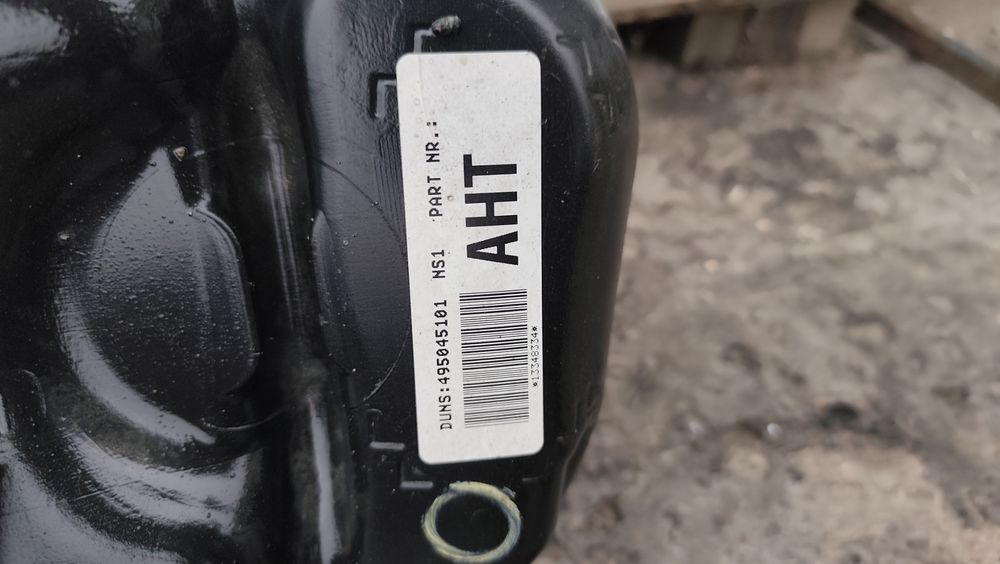 DUNS:495045101 NS1 PART NR.:
AHT
*13348334*